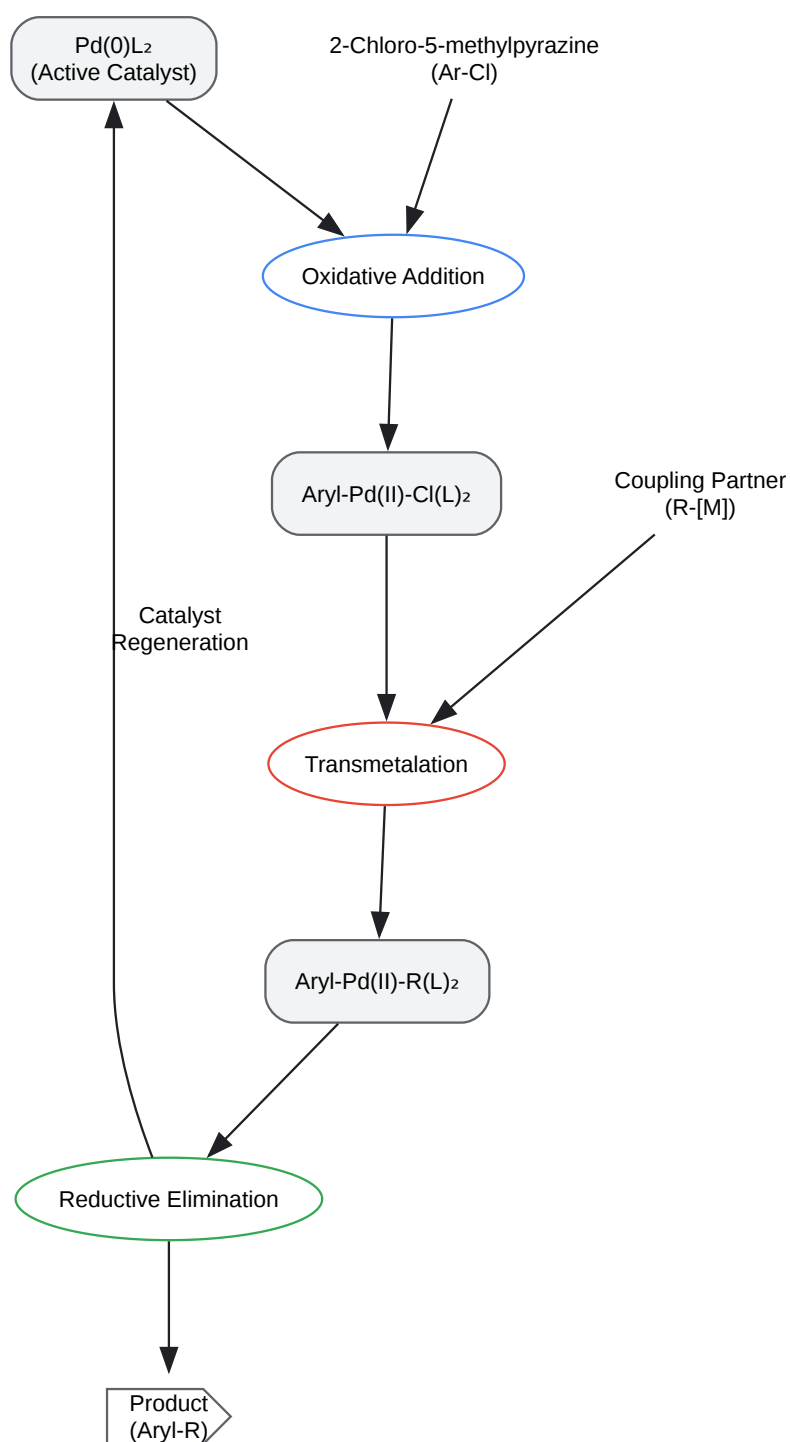 Pd(0)L₂
(Active Catalyst)
2-Chloro-5-methylpyrazine
(Ar-Cl)
Oxidative Addition
Aryl-Pd(II)-Cl(L)₂
Coupling Partner
(R-[M])
Catalyst
Regeneration
Transmetalation
Aryl-Pd(II)-R(L)₂
Reductive Elimination
Product
(Aryl-R)